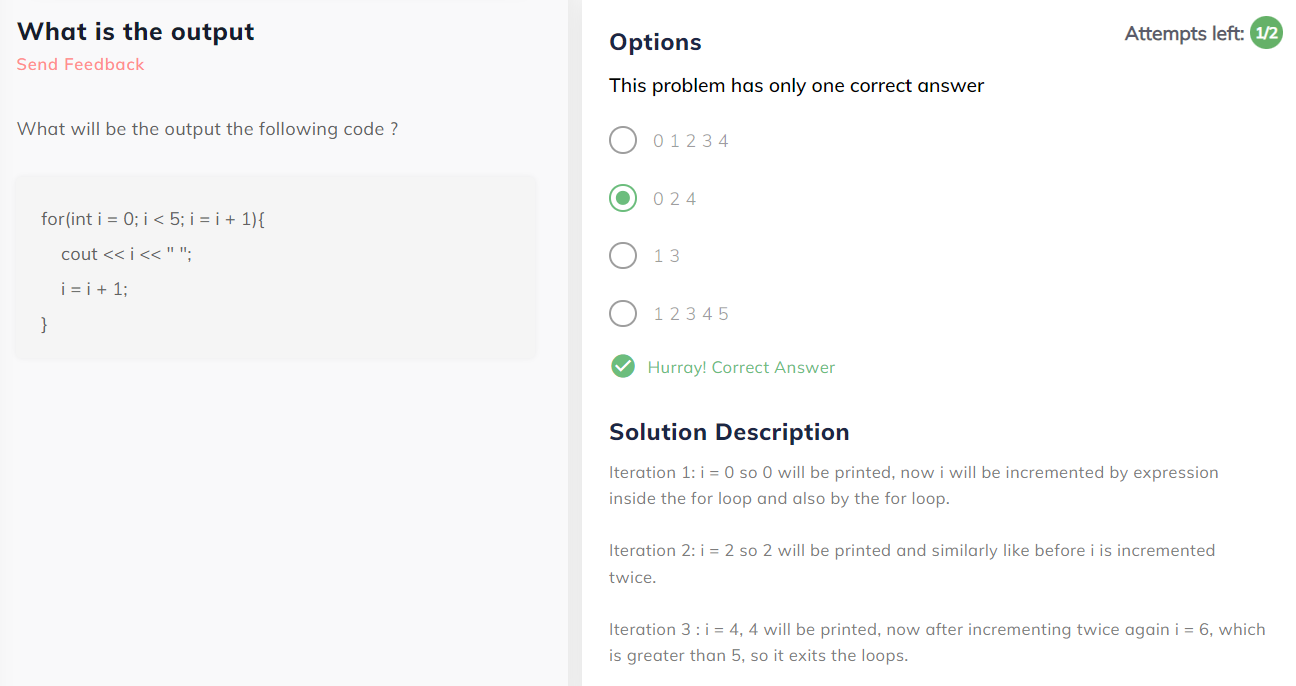 What is the output
Send Feedback
What will be the output the following code ?
for(int i = 0; i < 5; i = i + 1){
cout << i << " ";
i = i + 1;
}
Options
Attempts left: 1/2
This problem has only one correct answer
0 1 2 3 4
0 2 4
1 3
1 2 3 4 5
Hurray! Correct Answer
Solution Description
Iteration 1: i = 0 so 0 will be printed, now i will be incremented by expression
inside the for loop and also by the for loop.
Iteration 2: i = 2 so 2 will be printed and similarly like before i is incremented
twice.
Iteration 3 : i = 4, 4 will be printed, now after incrementing twice again i = 6, which
is greater than 5, so it exits the loops.